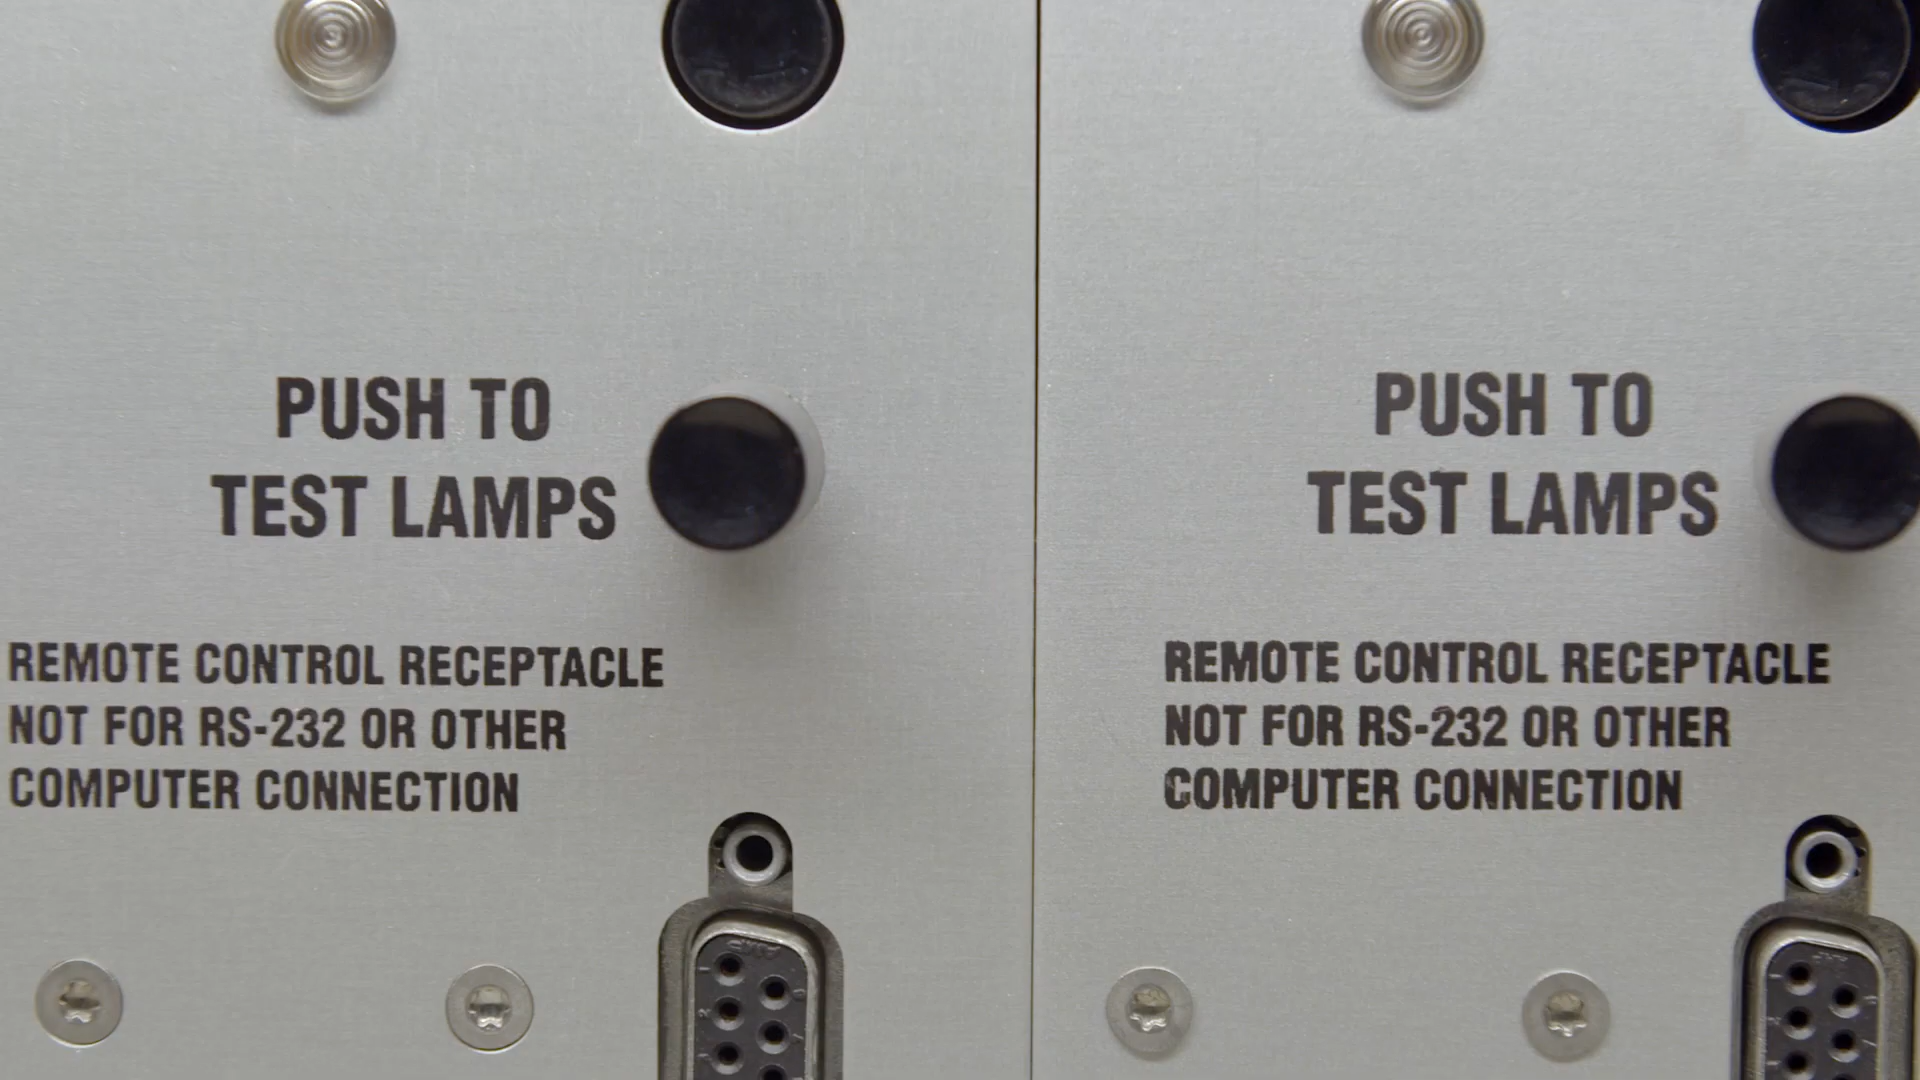 PUSH TO
TEST LAMPS
REMOTE CONTROL RECEPTACLE
NOT FOR RS-232 OR OTHER
COMPUTER CONNECTION
PUSH TO
TEST LAMPS
REMOTE CONTROL RECEPTACLE
NOT FOR RS-232 OR OTHER
COMPUTER CONNECTION